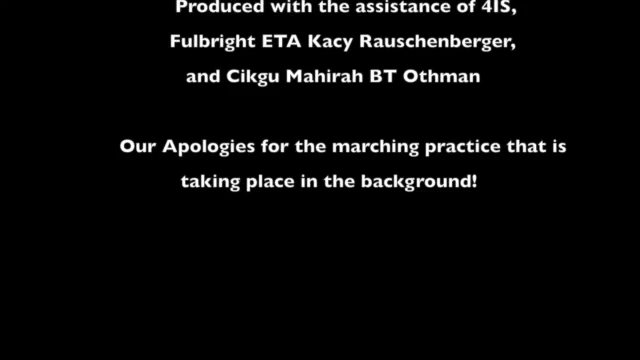 Produced with the assistance of 4IS,
Fulbright ETA Kacy Rauschenberger,
and Cikgu Mahirah BT Othman
Our Apologies for the marching practice that is
taking place in the background!